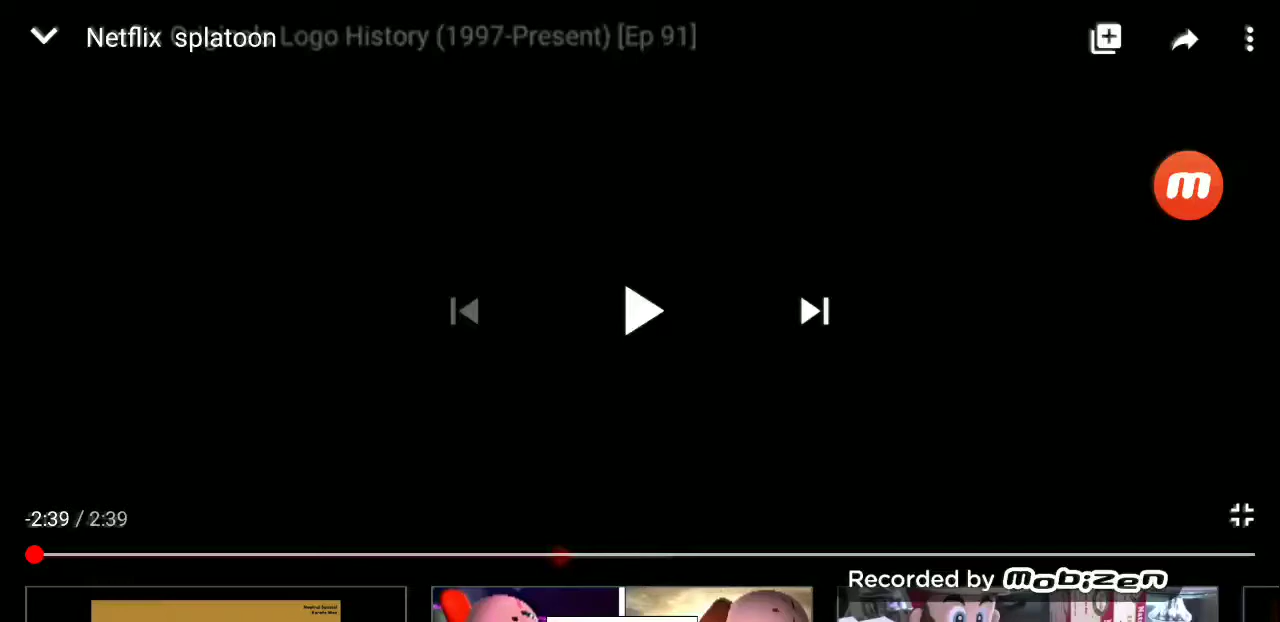 Netflix splatoon Logo History (1997-Present) [Ep 91]
m
-2:39 / 2:39
Recorded by mobizen